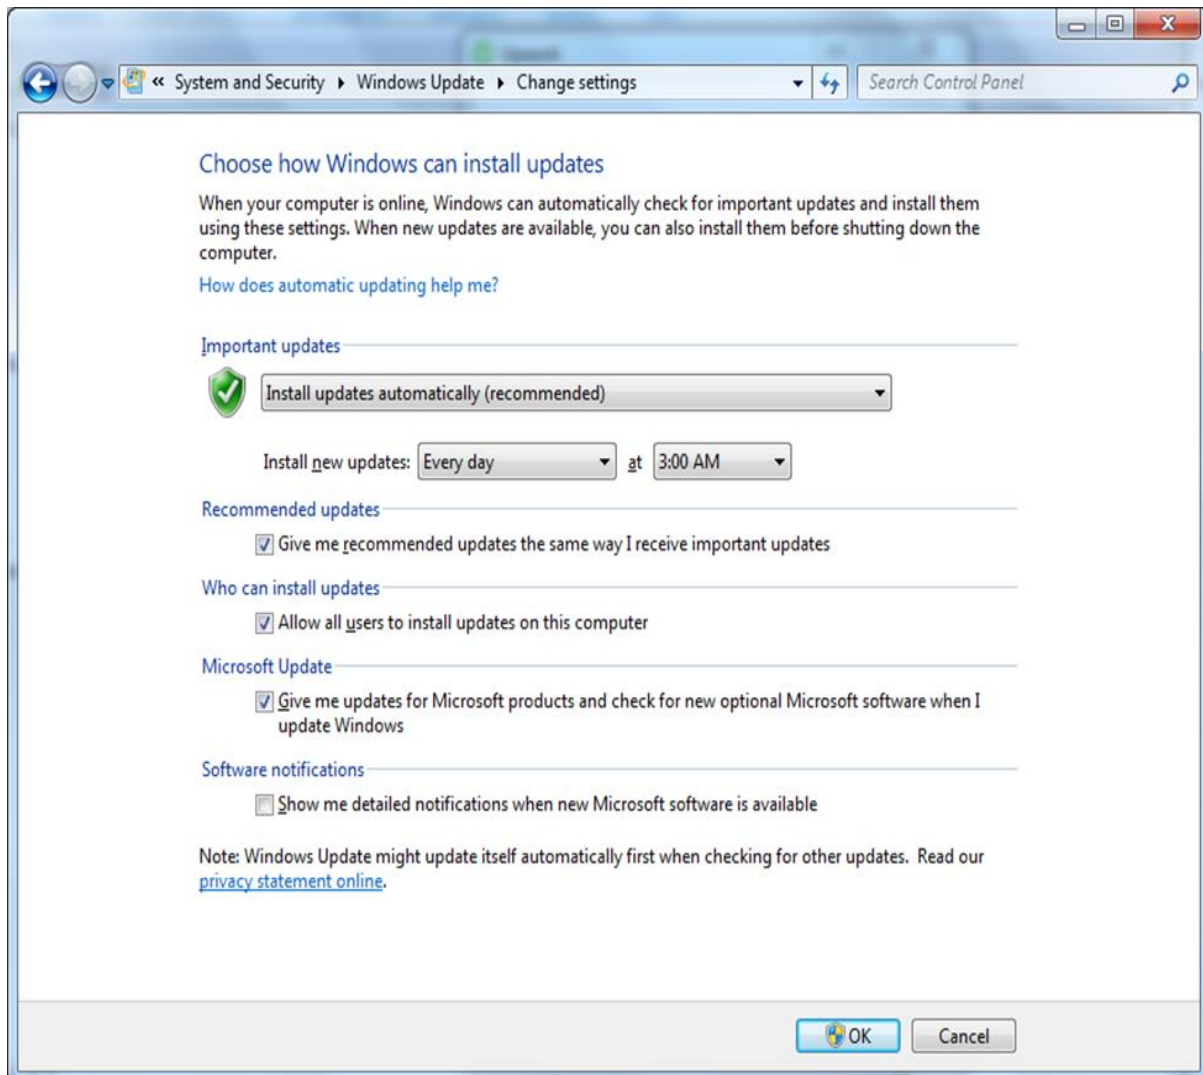 « System and Security ▸ Windows Update ▸ Change settings
Search Control Panel
Choose how Windows can install updates
When your computer is online, Windows can automatically check for important updates and install them
using these settings. When new updates are available, you can also install them before shutting down the
computer.
How does automatic updating help me?
Important updates
Install updates automatically (recommended)
Install new updates: Every day at 3:00 AM
Recommended updates
Give me recommended updates the same way I receive important updates
Who can install updates
Allow all users to install updates on this computer
Microsoft Update
Give me updates for Microsoft products and check for new optional Microsoft software when I
update Windows
Software notifications
Show me detailed notifications when new Microsoft software is available
Note: Windows Update might update itself automatically first when checking for other updates. Read our
privacy statement online.
OK Cancel